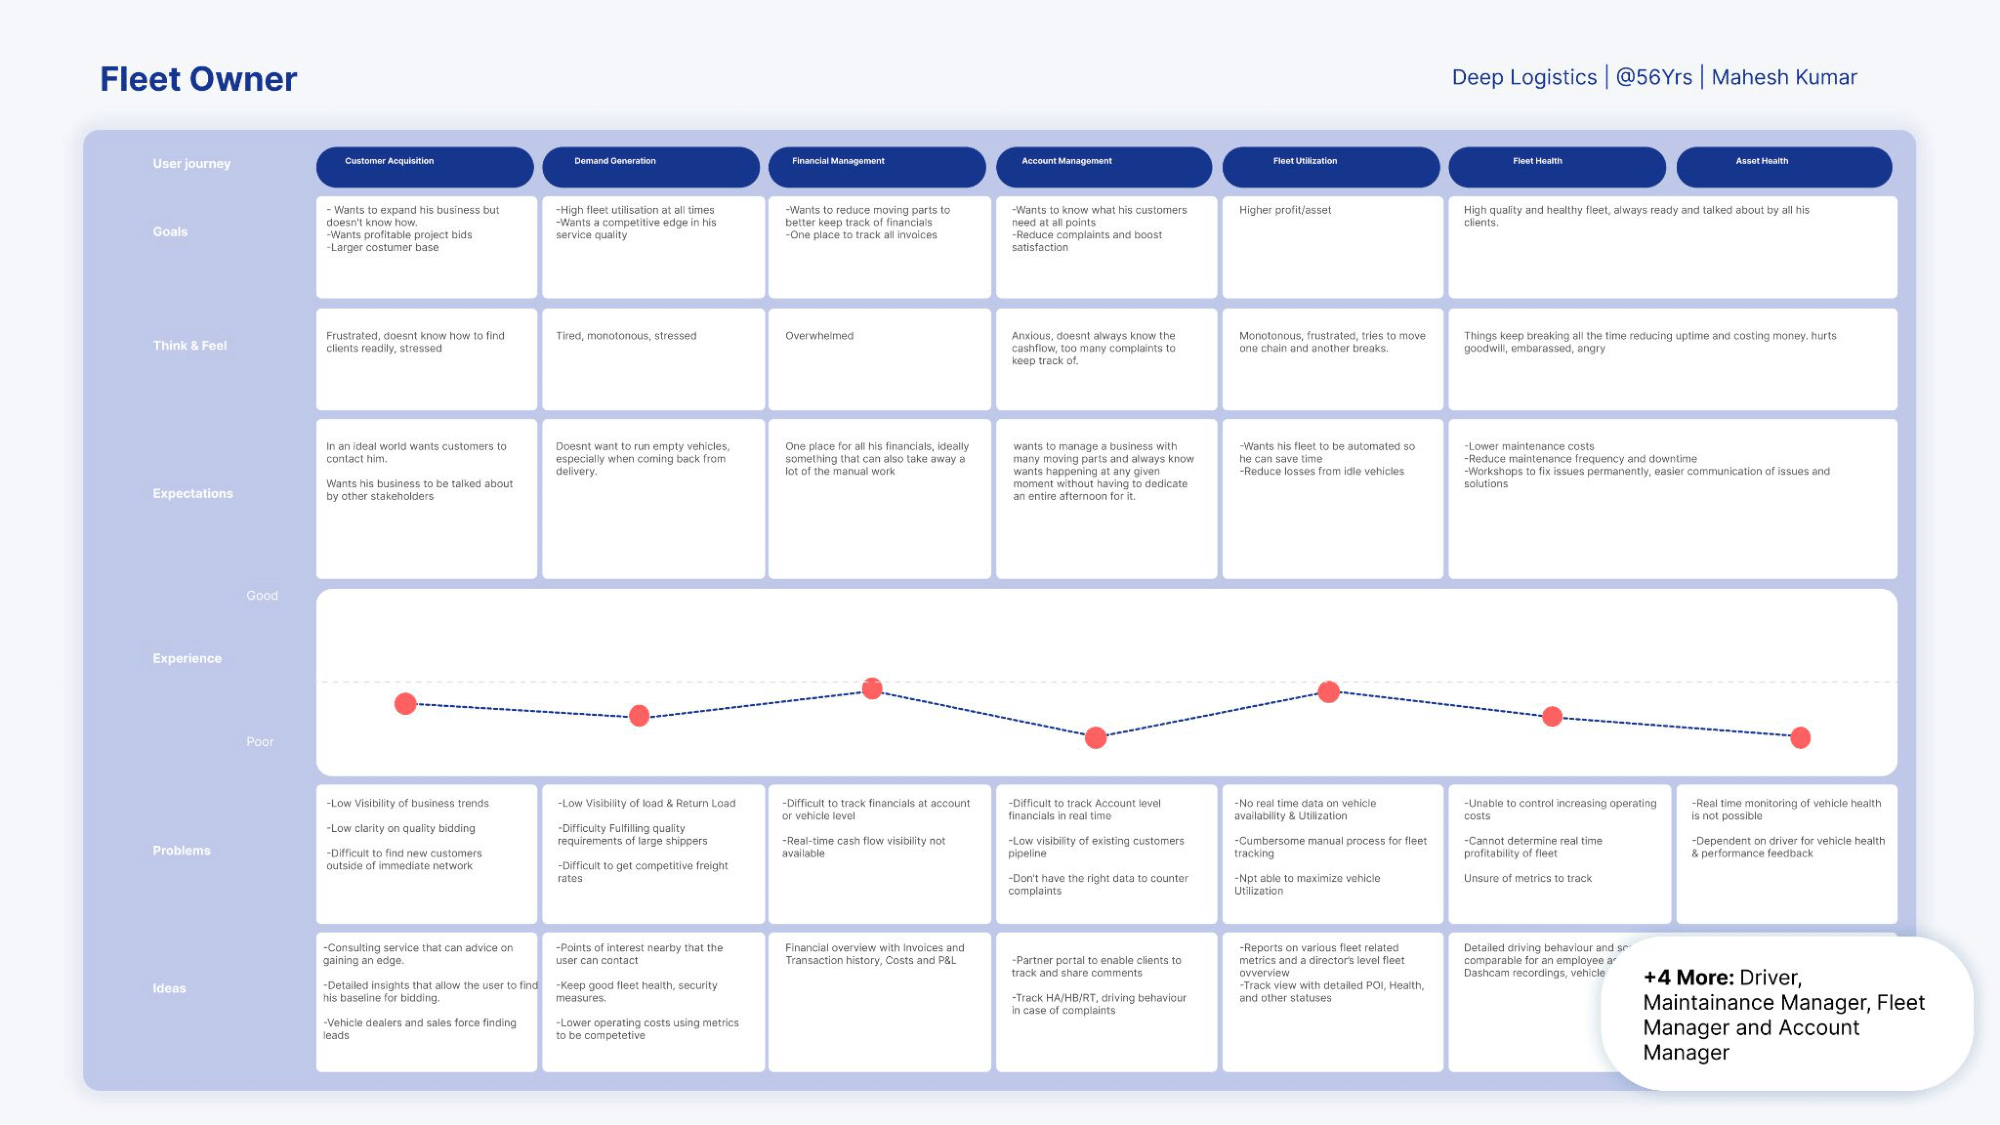 Fleet Owner
Deep Logistics | @56Yrs | Mahesh Kumar
User journey
Customer Acquisition
Demand Generation
Financial Management
Account Management
Fleet Utilization
Fleet Health
Asset Health
Goals
- Wants to expand his business but
doesn't know how.
-Wants profitable project bids
-Larger costumer base
-High fleet utilisation at all times
-Wants a competitive edge in his
service quality
-Wants to reduce moving parts to
better keep track of financials
-One place to track all invoices
-Wants to know what his customers
need at all points
-Reduce complaints and boost
satisfaction
Higher profit/asset
High quality and healthy fleet, always ready and talked about by all his
clients.
Think & Feel
Frustrated, doesnt know how to find
clients readily, stressed
Tired, monotonous, stressed
Overwhelmed
Anxious, doesnt always know the
cashflow, too many complaints to
keep track of.
Monotonous, frustrated, tries to move
one chain and another breaks.
Things keep breaking all the time reducing uptime and costing money. hurts
goodwill, embarassed, angry
Expectations
In an ideal world wants customers to
contact him.
Wants his business to be talked about
by other stakeholders
Doesnt want to run empty vehicles,
especially when coming back from
delivery.
One place for all his financials, ideally
something that can also take away a
lot of the manual work
wants to manage a business with
many moving parts and always know
wants happening at any given
moment without having to dedicate
an entire afternoon for it.
-Wants his fleet to be automated so
he can save time
-Reduce losses from idle vehicles
-Lower maintenance costs
-Reduce maintenance frequency and downtime
-Workshops to fix issues permanently, easier communication of issues and
solutions
Good
Experience
Poor
Problems
-Low Visibility of business trends
-Low clarity on quality bidding
-Difficult to find new customers
outside of immediate network
-Low Visibility of load & Return Load
-Difficulty Fulfilling quality
requirements of large shippers
-Difficult to get competitive freight
rates
-Difficult to track financials at account
or vehicle level
-Real-time cash flow visibility not
available
-Difficult to track Account level
financials in real time
-Low visibility of existing customers
pipeline
-Don't have the right data to counter
complaints
-No real time data on vehicle
availability & Utilization
-Cumbersome manual process for fleet
tracking
-Npt able to maximize vehicle
Utilization
-Unable to control increasing operating
costs
-Cannot determine real time
profitability of fleet
Unsure of metrics to track
-Real time monitoring of vehicle health
is not possible
-Dependent on driver for vehicle health
& performance feedback
Ideas
-Consulting service that can advice on
gaining an edge.
-Detailed insights that allow the user to find
his baseline for bidding.
-Vehicle dealers and sales force finding
leads
-Points of interest nearby that the
user can contact
-Keep good fleet health, security
measures.
-Lower operating costs using metrics
to be competetive
Financial overview with Invoices and
Transaction history, Costs and P&L
-Partner portal to enable clients to
track and share comments
-Track HA/HB/RT, driving behaviour
in case of complaints
-Reports on various fleet related
metrics and a director's level fleet
ovverview
-Track view with detailed POI, Health,
and other statuses
Detailed driving behaviour and
comparable for an employee
Dashcam recordings, vehicle
+4 More: Driver,
Maintainance Manager, Fleet
Manager and Account
Manager